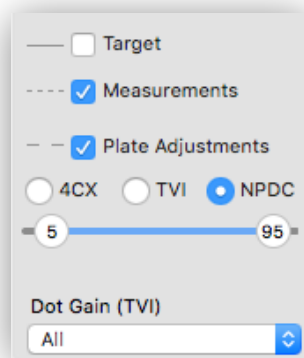 Target
Measurements
Plate Adjustments
4CX TVI NPDC
5 95
Dot Gain (TVI)
All